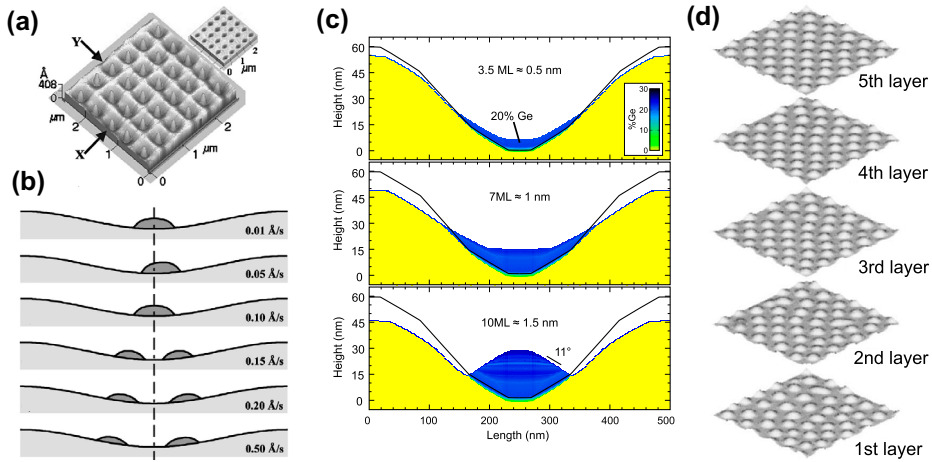 (a)
Y
Å
408
0
µm
2
1
0
X
0
1
2
µm
0
1
2
µm
(b)
0.01 Å/s
0.05 Å/s
0.10 Å/s
0.15 Å/s
0.20 Å/s
0.50 Å/s
(c)
Height (nm)
60
45
30
15
0
3.5 ML ≈ 0.5 nm
20% Ge
%Ge
30
20
10
0
Height (nm)
60
45
30
15
0
7ML ≈ 1 nm
Height (nm)
60
45
30
15
0
10ML ≈ 1.5 nm
11°
0 100 200 300 400 500
Length (nm)
(d)
5th layer
4th layer
3rd layer
2nd layer
1st layer